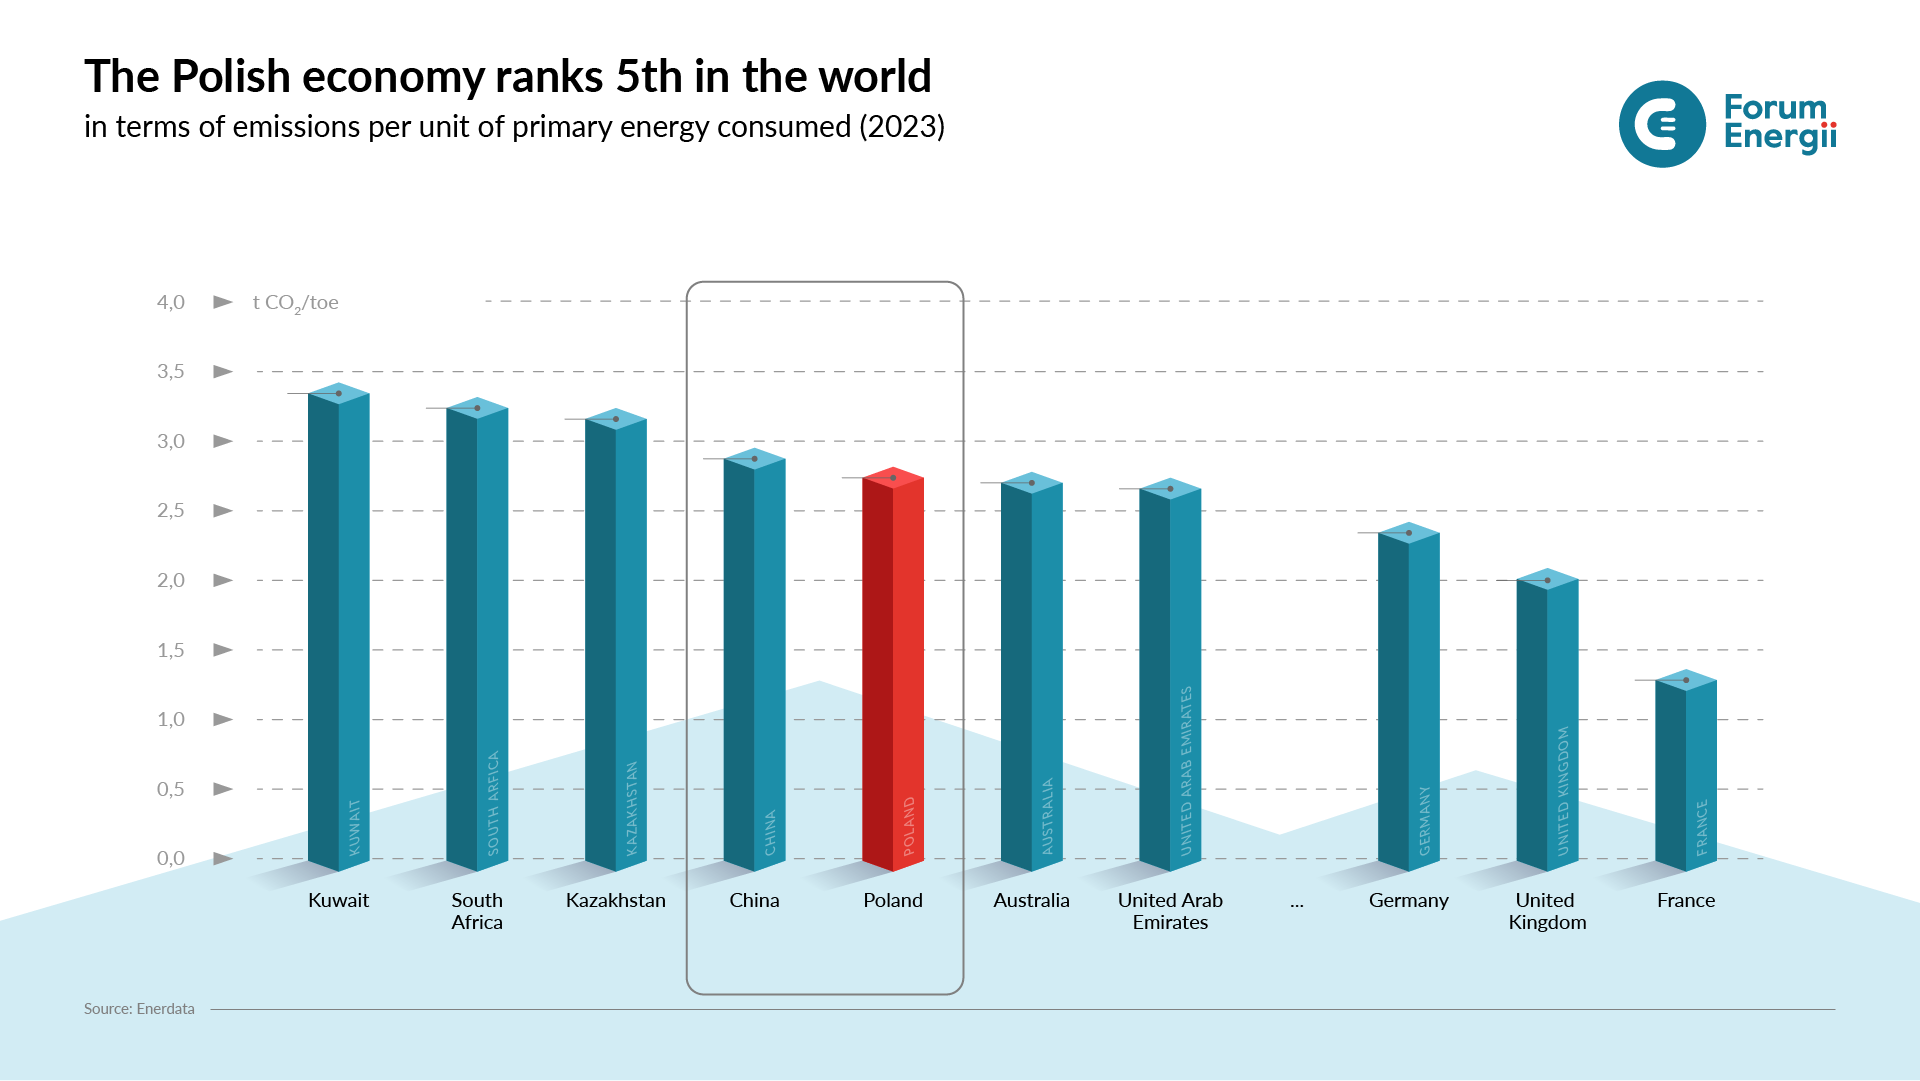 The Polish economy ranks 5th in the world
in terms of emissions per unit of primary energy consumed (2023)
Forum
Energii
4,0
t CO₂/toe
3,5
3,0
2,5
2,0
1,5
1,0
0,5
0,0
KUWAIT
SOUTH ARFICA
KAZAKHSTAN
CHINA
POLAND
AUSTRALIA
UNITED ARAB EMIRATES
GERMANY
UNITED KINGDOM
FRANCE
Kuwait
South
Africa
Kazakhstan
China
Poland
Australia
United Arab
Emirates
...
Germany
United
Kingdom
France
Source: Enerdata